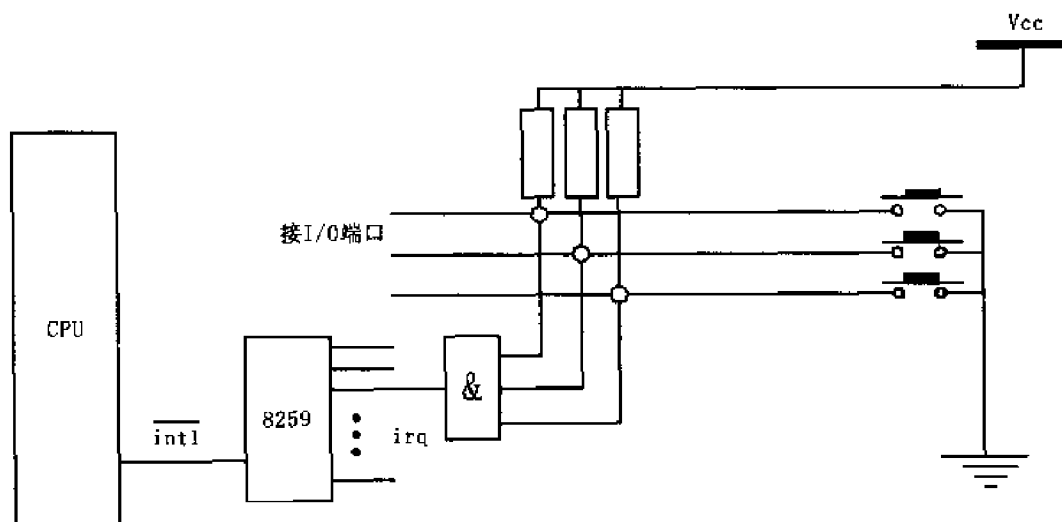 Vcc
接I/O端口
CPU
&
8259
int1
irq